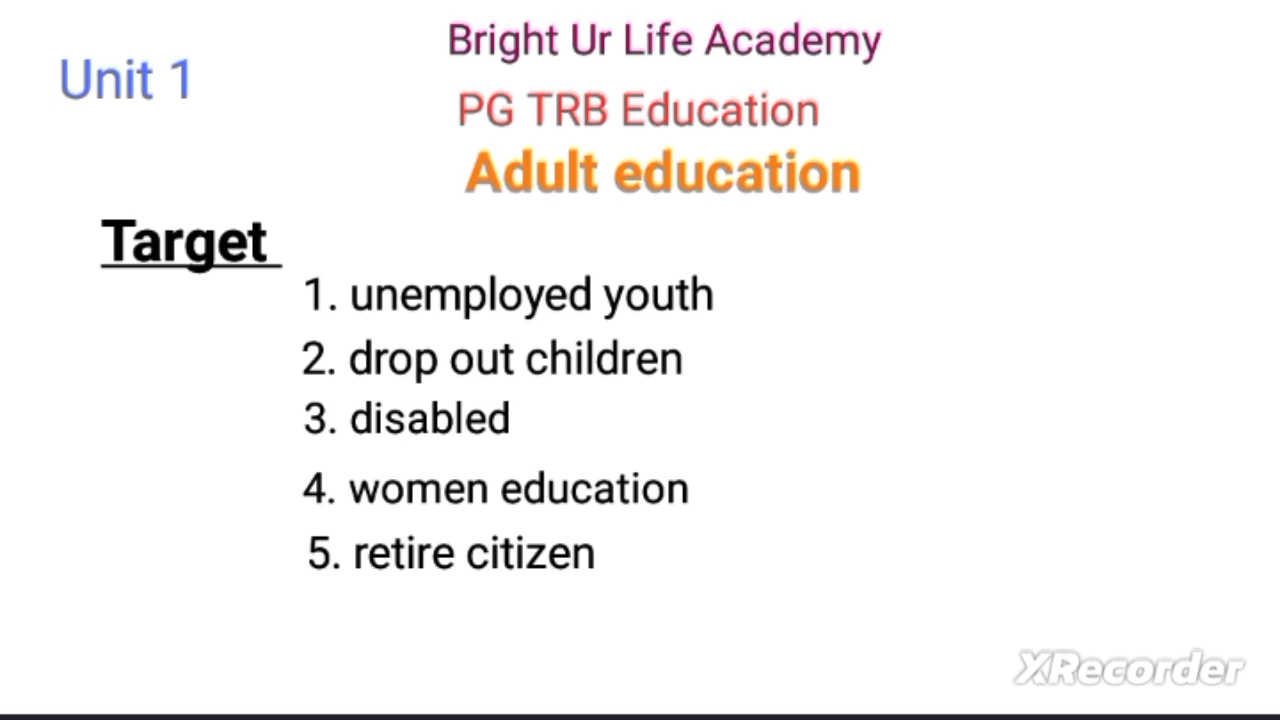 Bright Ur Life Academy
Unit 1
PG TRB Education
Adult education
Target
1. unemployed youth
2. drop out children
3. disabled
4. women education
5. retire citizen
XRecorder